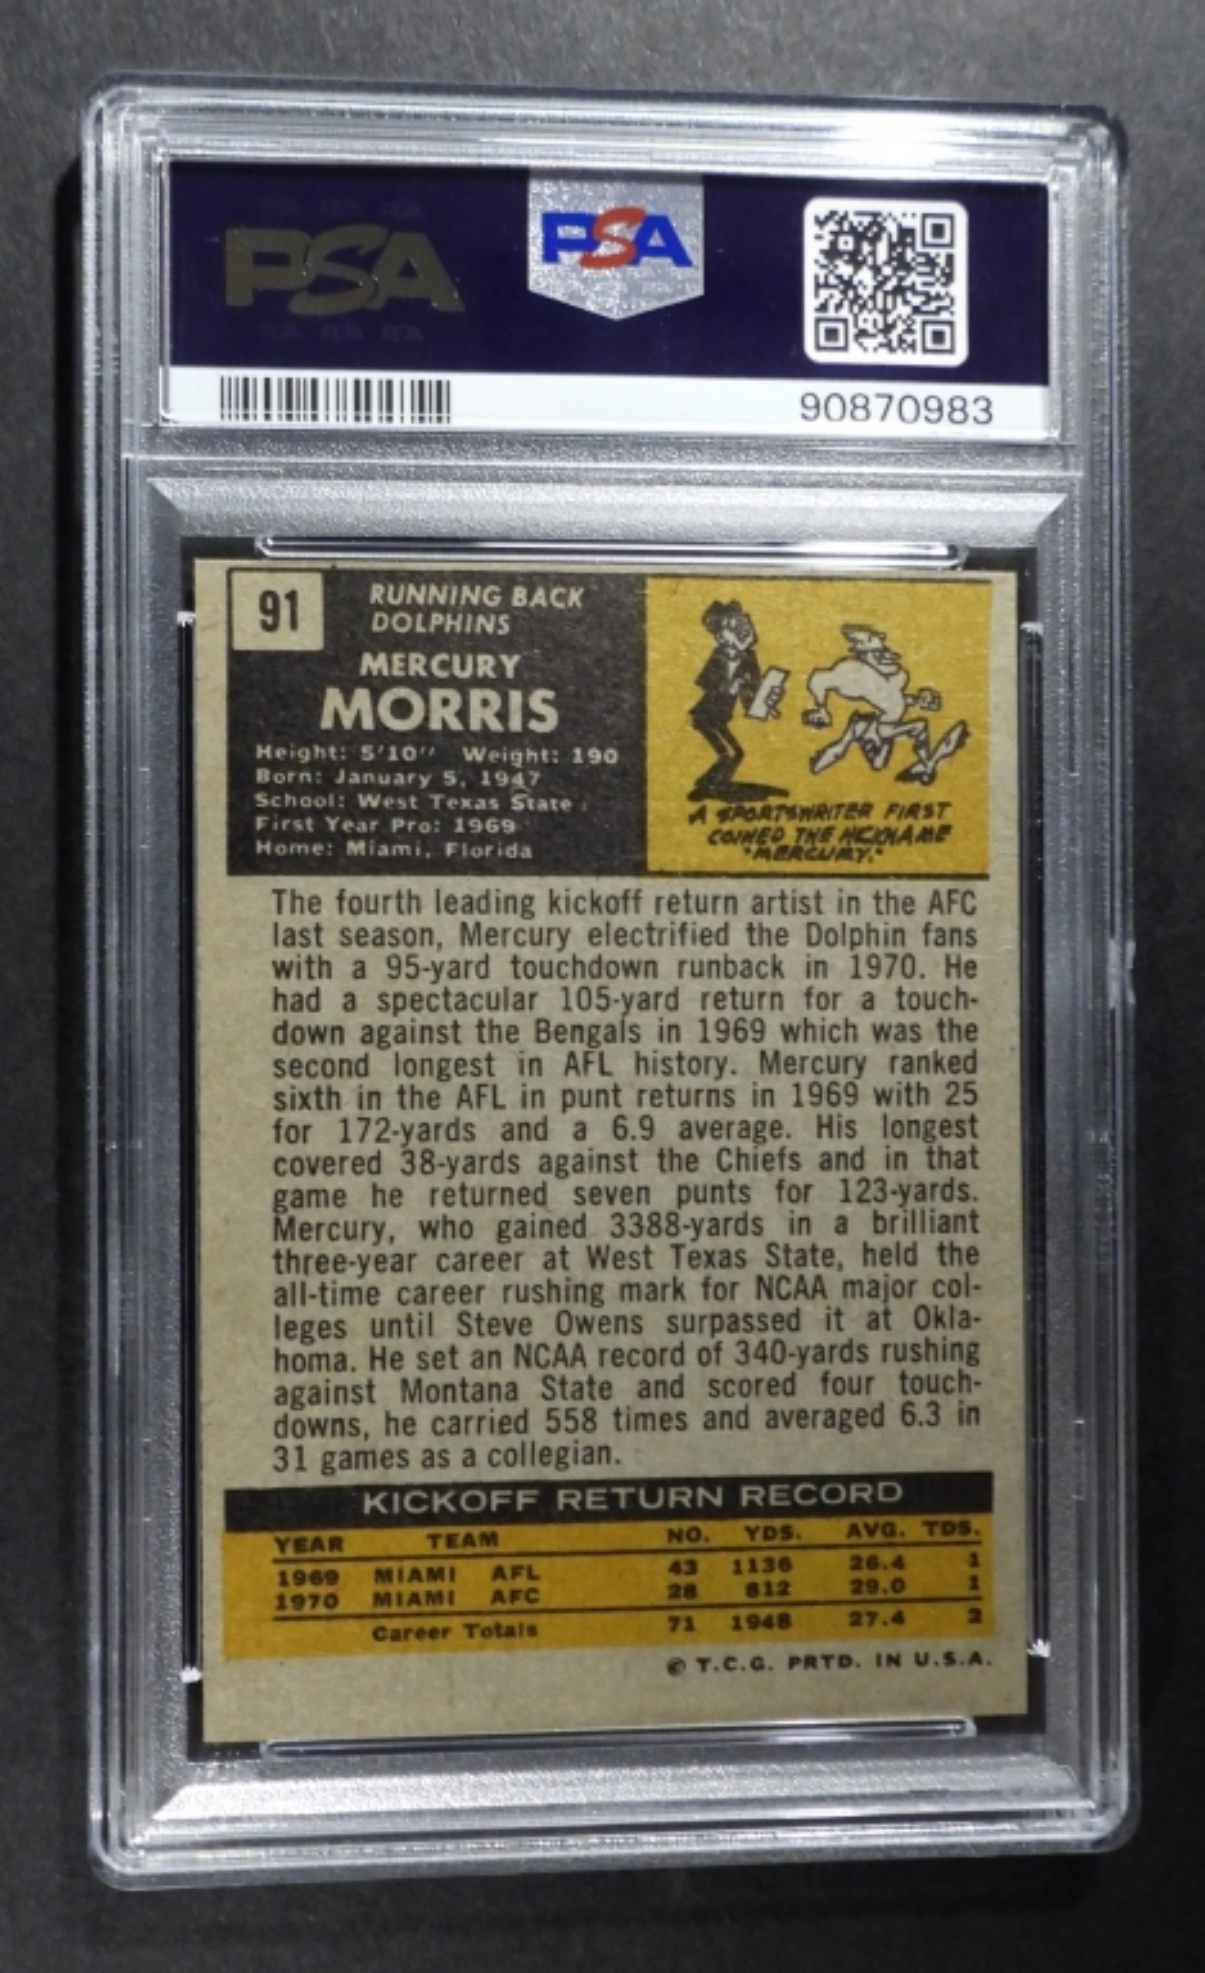 PSA
PSA
90870983
91
RUNNING BACK
DOLPHINS
MERCURY
MORRIS
Height: 5'10" Weight: 190
Born: January 5, 1947
School: West Texas State
First Year Pro: 1969
Home: Miami, Florida
A SPORTSWRITER FIRST
COINED THE NICKNAME
"MERCURY."
The fourth leading kickoff return artist in the AFC
last season, Mercury electrified the Dolphin fans
with a 95-yard touchdown runback in 1970. He
had a spectacular 105-yard return for a touch-
down against the Bengals in 1969 which was the
second longest in AFL history. Mercury ranked
sixth in the AFL in punt returns in 1969 with 25
for 172-yards and a 6.9 average. His longest
covered 38-yards against the Chiefs and in that
game he returned seven punts for 123-yards.
Mercury, who gained 3388-yards in a brilliant
three-year career at West Texas State, held the
all-time career rushing mark for NCAA major col-
leges until Steve Owens surpassed it at Okla-
homa. He set an NCAA record of 340-yards rushing
against Montana State and scored four touch-
downs, he carried 558 times and averaged 6.3 in
31 games as a collegian.
KICKOFF RETURN RECORD
YEAR TEAM NO. YDS. AVG. TDS.
1969 MIAMI AFL 43 1136 26.4 1
1970 MIAMI AFC 28 812 29.0 1
Career Totals 71 1948 27.4 2
© T.C.G. PRTD. IN U.S.A.